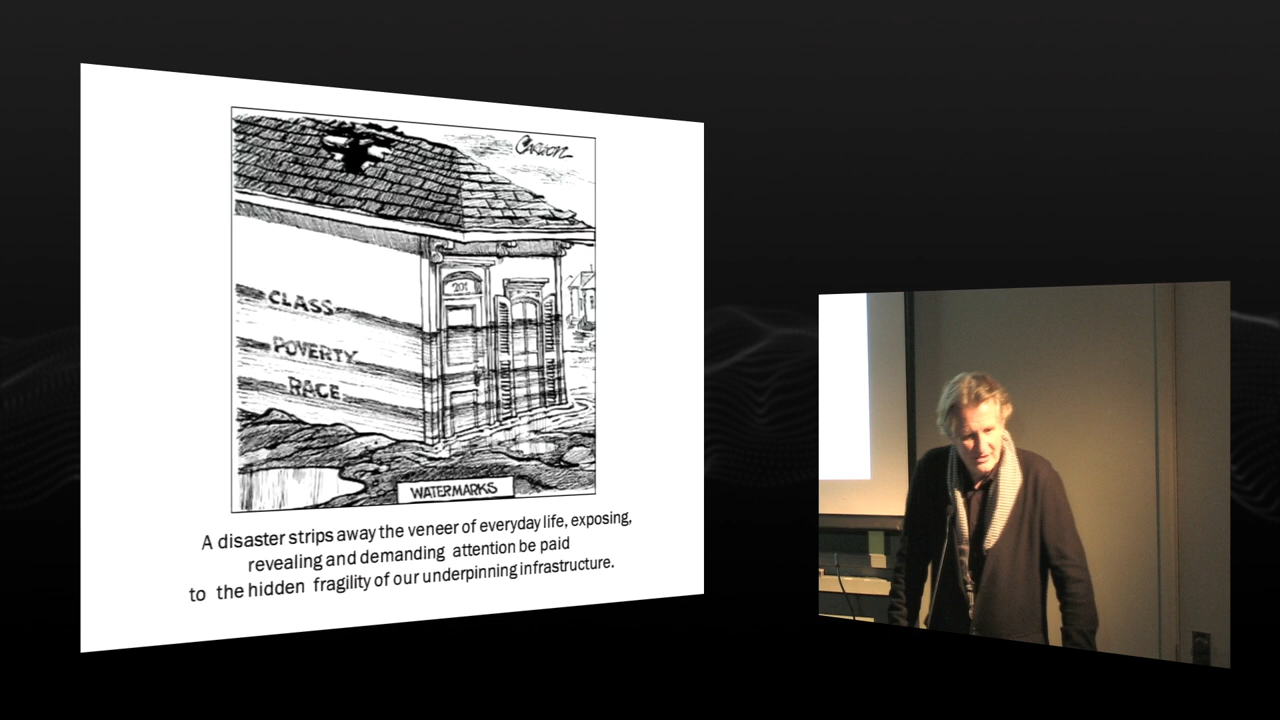 Carlson
201
CLASS
POVERTY
RACE
WATERMARKS
A disaster strips away the veneer of everyday life, exposing,
revealing and demanding attention be paid
to the hidden fragility of our underpinning infrastructure.